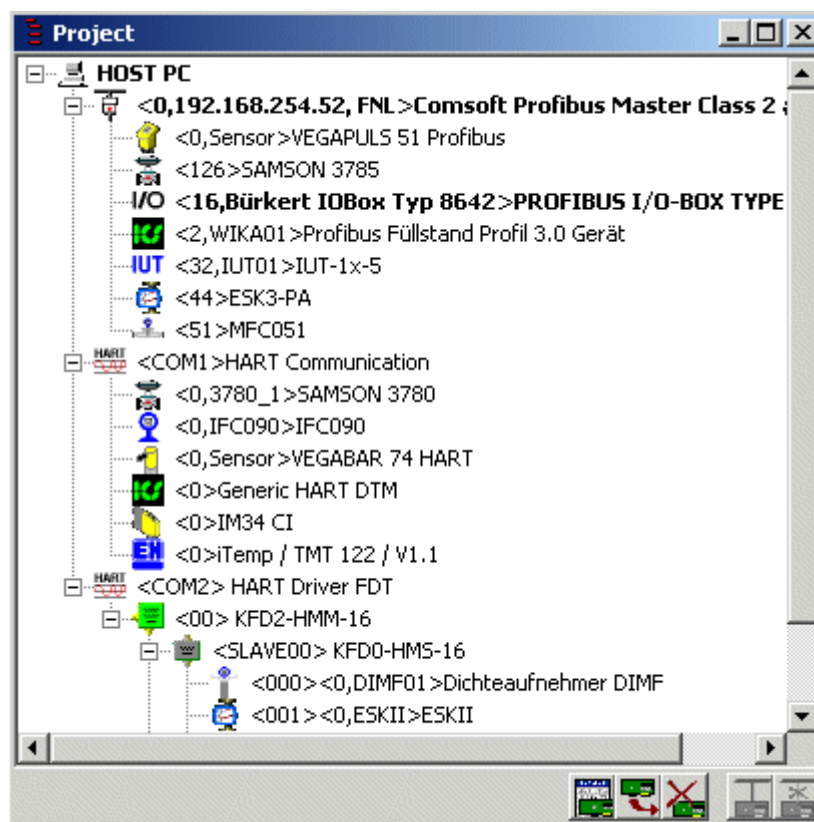 Project
HOST PC
<0,192.168.254.52, FNL>Comsoft Profibus Master Class 2
<0,Sensor>VEGAPULS 51 Profibus
<126>SAMSON 3785
I/O <16,Bürkert IOBox Typ 8642>PROFIBUS I/O-BOX TYPE
<2,WIKA01>Profibus Füllstand Profil 3.0 Gerät
IUT <32,IUT01>IUT-1x-5
<44>ESK3-PA
<51>MFC051
HART <COM1>HART Communication
<0,3780_1>SAMSON 3780
<0,IFC090>IFC090
<0,Sensor>VEGABAR 74 HART
<0>Generic HART DTM
<0>IM34 CI
EH <0>iTemp / TMT 122 / V1.1
HART <COM2> HART Driver FDT
<00> KFD2-HMM-16
<SLAVE00> KFD0-HMS-16
<000><0,DIMF01>Dichteaufnehmer DIMF
<001><0,ESKII>ESKII